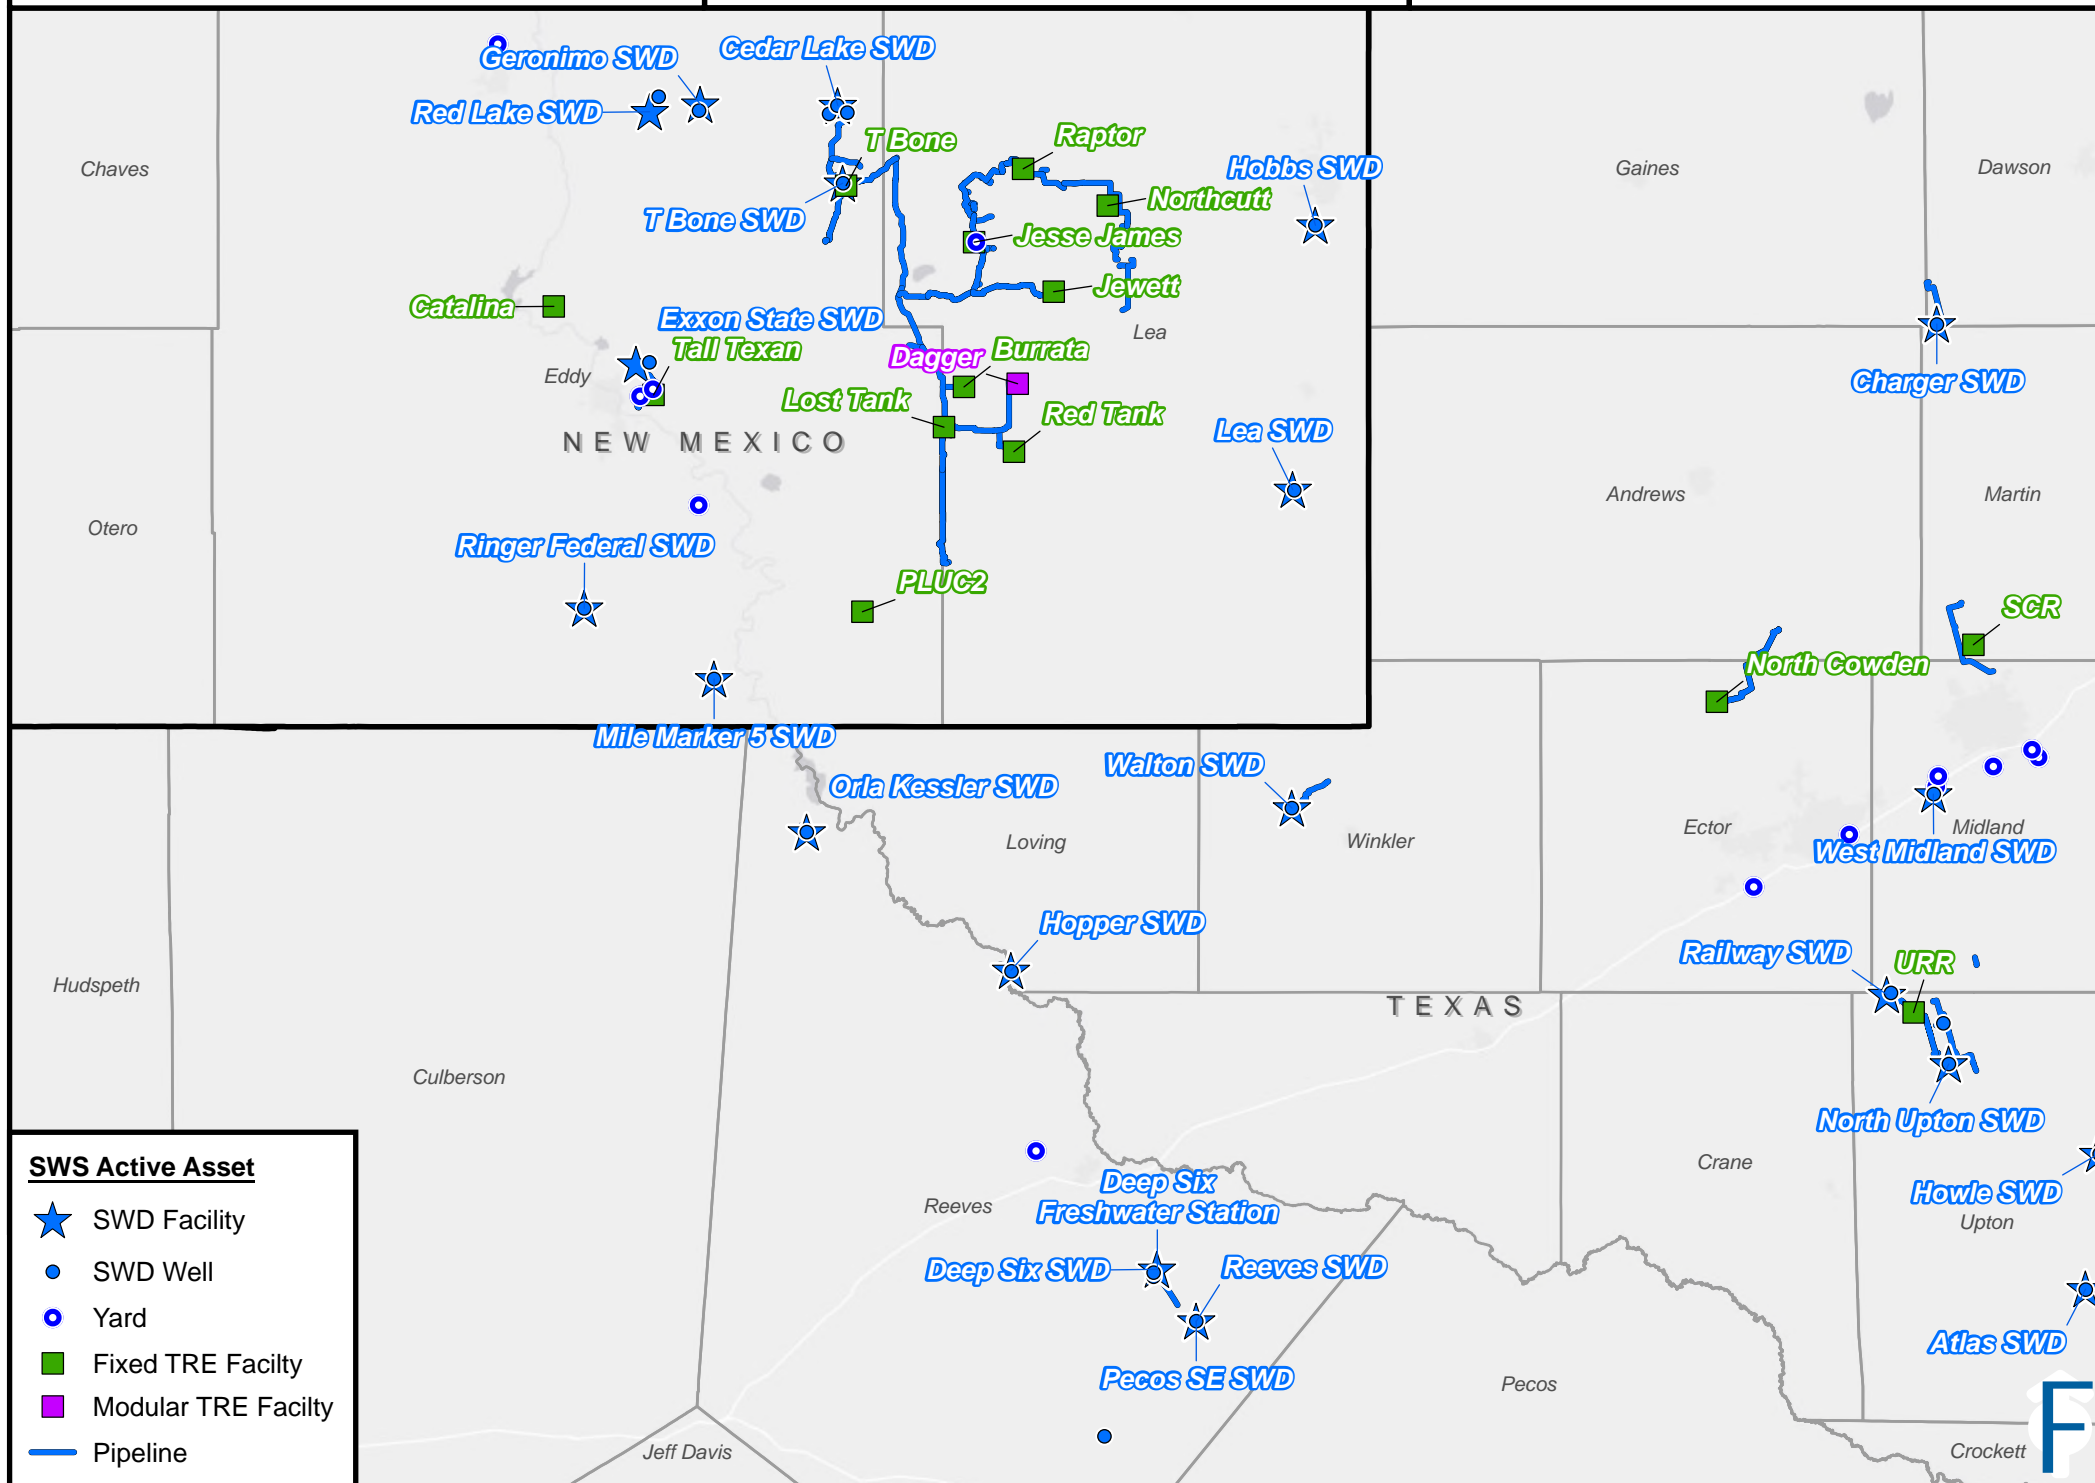 Geronimo SWD
Cedar Lake SWD
Red Lake SWD
T Bone
Raptor
Chaves
Hobbs SWD
Gaines
Dawson
Northcutt
T Bone SWD
Jesse James
Jewett
Catalina
Exxon State SWD
Lea
Tall Texan
Dagger
Burrata
Eddy
Charger SWD
Lost Tank
Red Tank
NEW MEXICO
Lea SWD
Andrews
Martin
Otero
Ringer Federal SWD
PLUC2
SCR
North Cowden
Mile Marker 5 SWD
Walton SWD
Orla Kessler SWD
Loving
Winkler
Ector
Midland
West Midland SWD
Hopper SWD
Railway SWD
URR
Hudspeth
TEXAS
Culberson
North Upton SWD
Crane
Deep Six
Freshwater Station
Reeves
Howle SWD
Upton
Deep Six SWD
Reeves SWD
Atlas SWD
Pecos SE SWD
Pecos
Jeff Davis
Crockett
SWS Active Asset
SWD Facility
SWD Well
Yard
Fixed TRE Facilty
Modular TRE Facilty
Pipeline
F